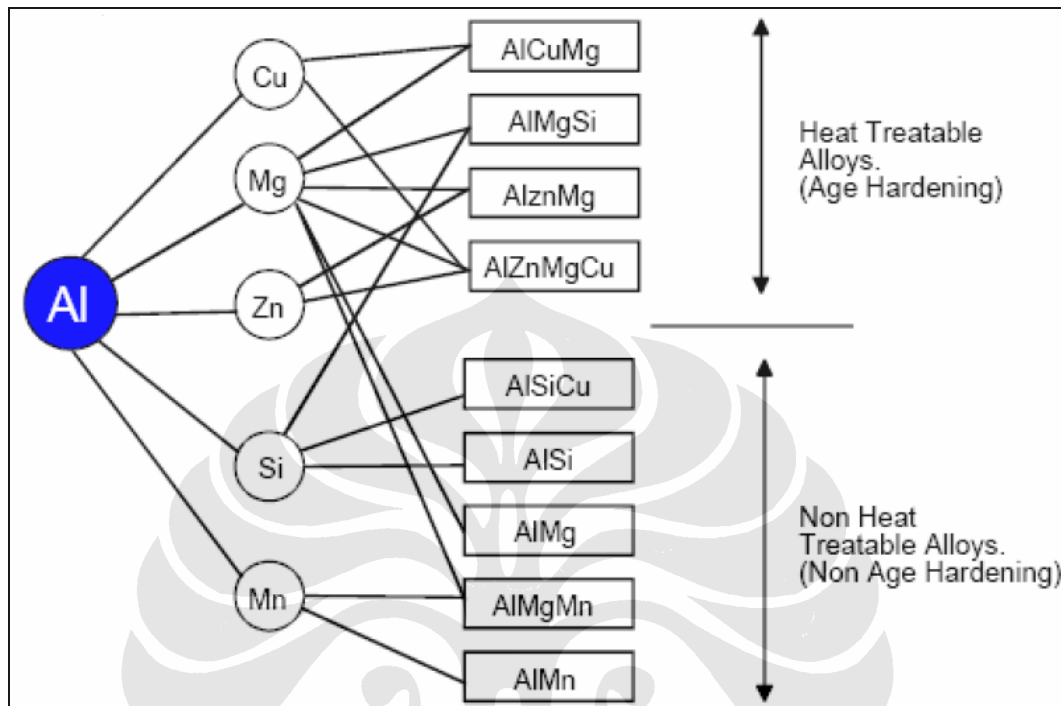 Al
Cu
Mg
Zn
Si
Mn
AlCuMg
AlMgSi
AlznMg
AlZnMgCu
AlSiCu
AlSi
AlMg
AlMgMn
AlMn
Heat Treatable
Alloys.
(Age Hardening)
Non Heat
Treatable Alloys.
(Non Age Hardening)